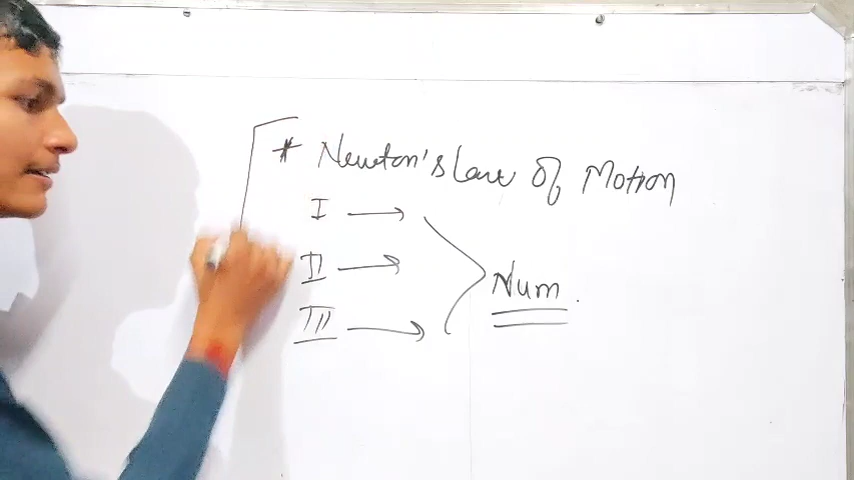 # Newton's Law of Motion
I →
II →
Num.
III →